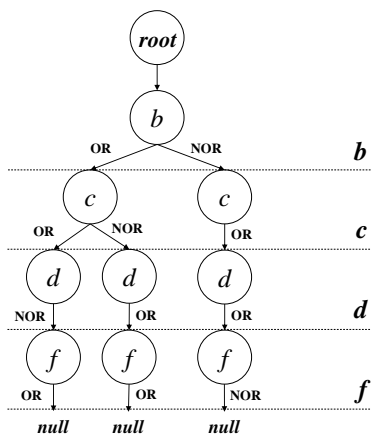 root
b
OR NOR
b
c c
OR NOR OR
c
d d d
NOR OR OR
d
f f f
OR OR NOR
f
null null null